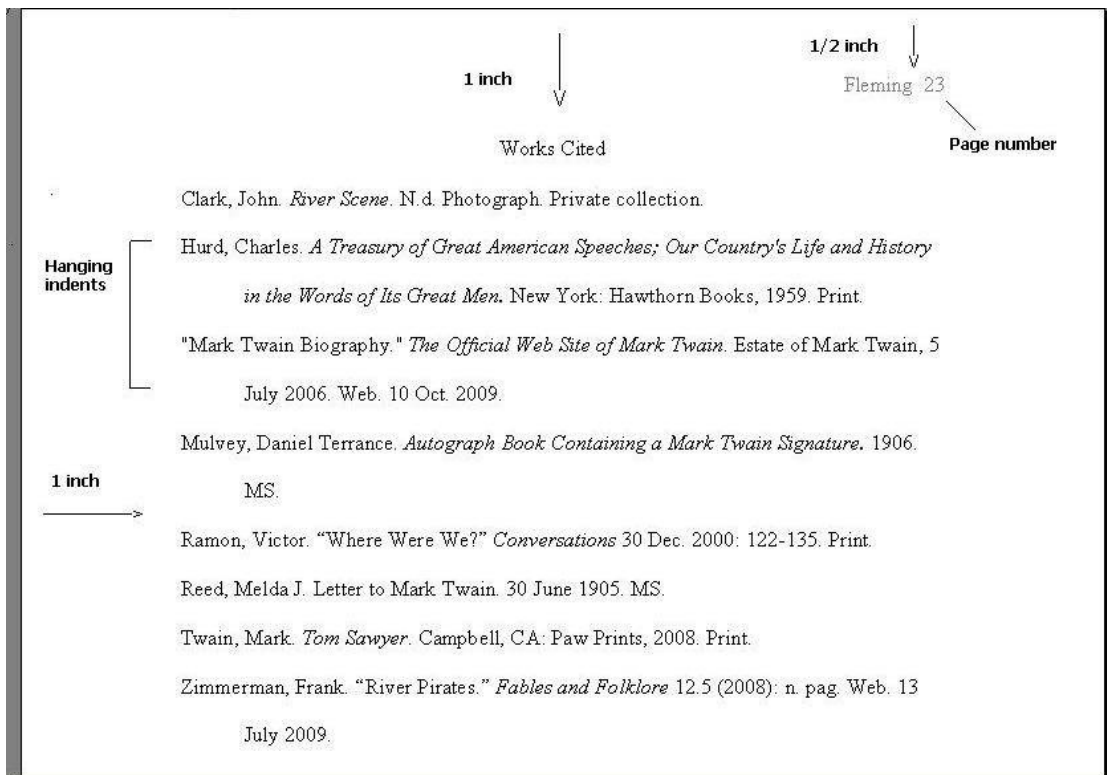 1/2 inch
1 inch
Fleming 23
Page number
Works Cited
Clark, John. River Scene. N.d. Photograph. Private collection.
Hurd, Charles. A Treasury of Great American Speeches; Our Country's Life and History
Hanging
indents
in the Words of Its Great Men. New York: Hawthorn Books, 1959. Print.
"Mark Twain Biography." The Official Web Site of Mark Twain. Estate of Mark Twain, 5
July 2006. Web. 10 Oct. 2009.
Mulvey, Daniel Terrance. Autograph Book Containing a Mark Twain Signature. 1906.
1 inch
MS.
Ramon, Victor. “Where Were We?” Conversations 30 Dec. 2000: 122-135. Print.
Reed, Melda J. Letter to Mark Twain. 30 June 1905. MS.
Twain, Mark. Tom Sawyer. Campbell, CA: Paw Prints, 2008. Print.
Zimmerman, Frank. “River Pirates.” Fables and Folklore 12.5 (2008): n. pag. Web. 13
July 2009.